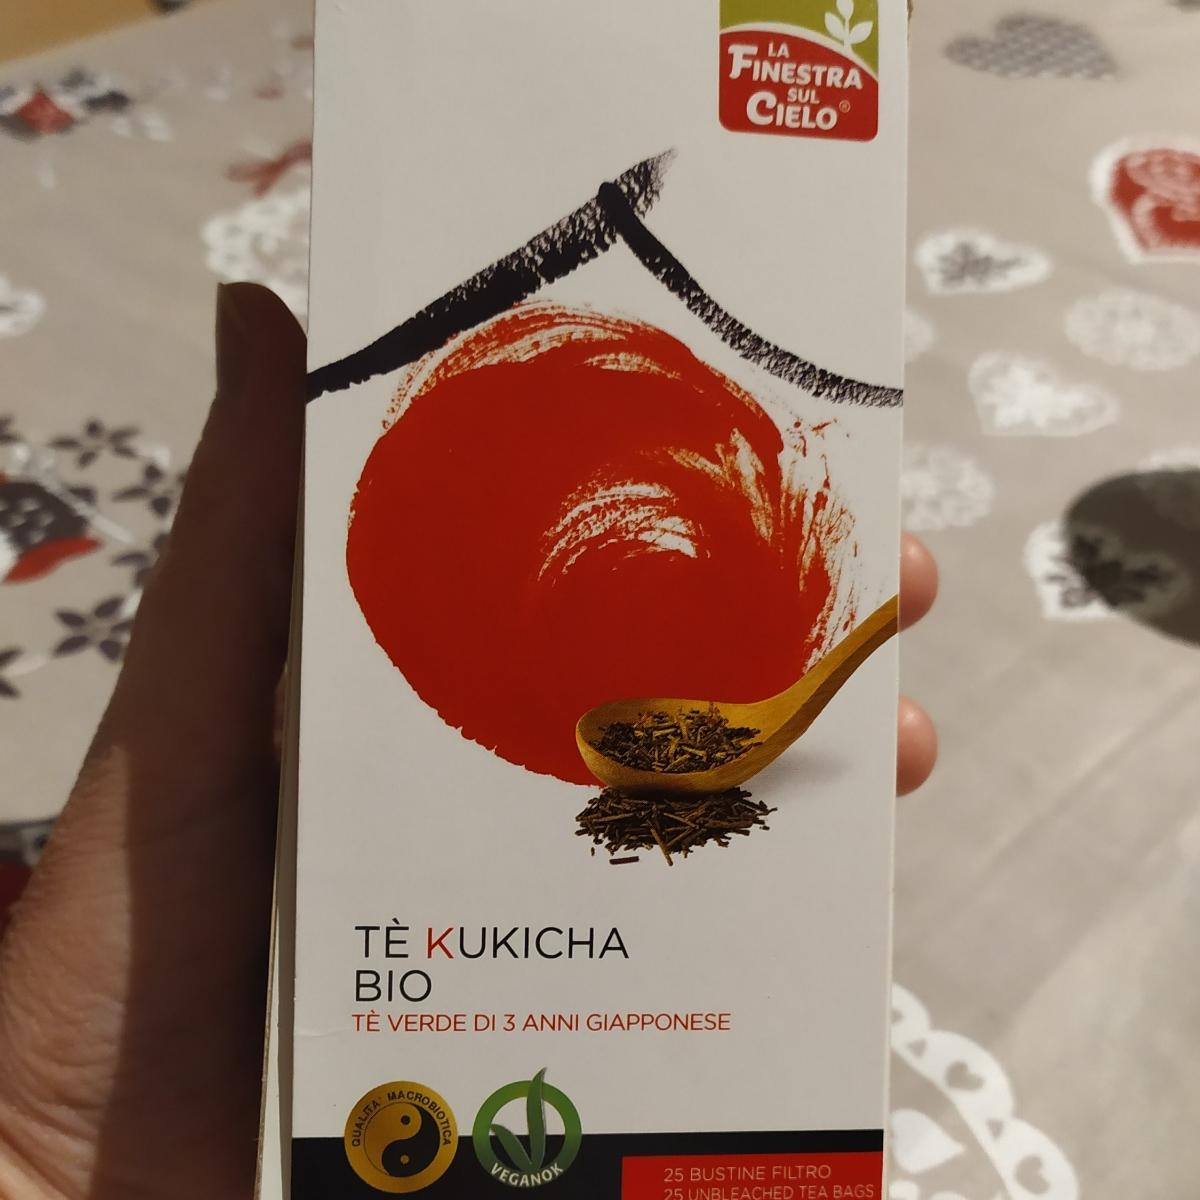 LA
FINESTRA
SUL
CIELO®
TÈ KUKICHA
BIO
TÈ VERDE DI 3 ANNI GIAPPONESE
QUALITA' MACROBIOTICA
VEGANOK
25 BUSTINE FILTRO
25 UNBLEACHED TEA BAGS